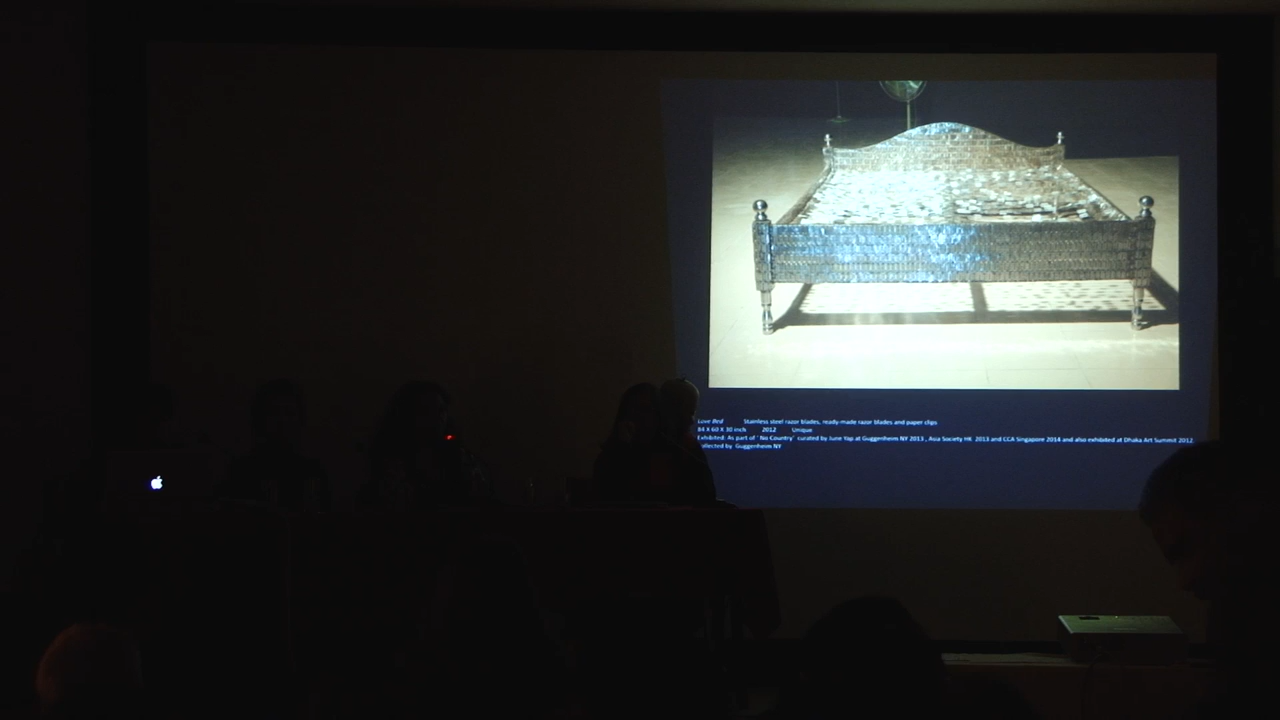 Love Bed Stainless steel razor blades, ready-made razor blades and paper clips
84 X 60 X 30 inch 2012 Unique
Exhibited: As part of ' No Country' curated by June Yap at Guggenheim NY 2013 , Asia Society HK 2013 and CCA Singapore 2014 and also exhibited at Dhaka Art Summit 2012
Collected by Guggenheim NY